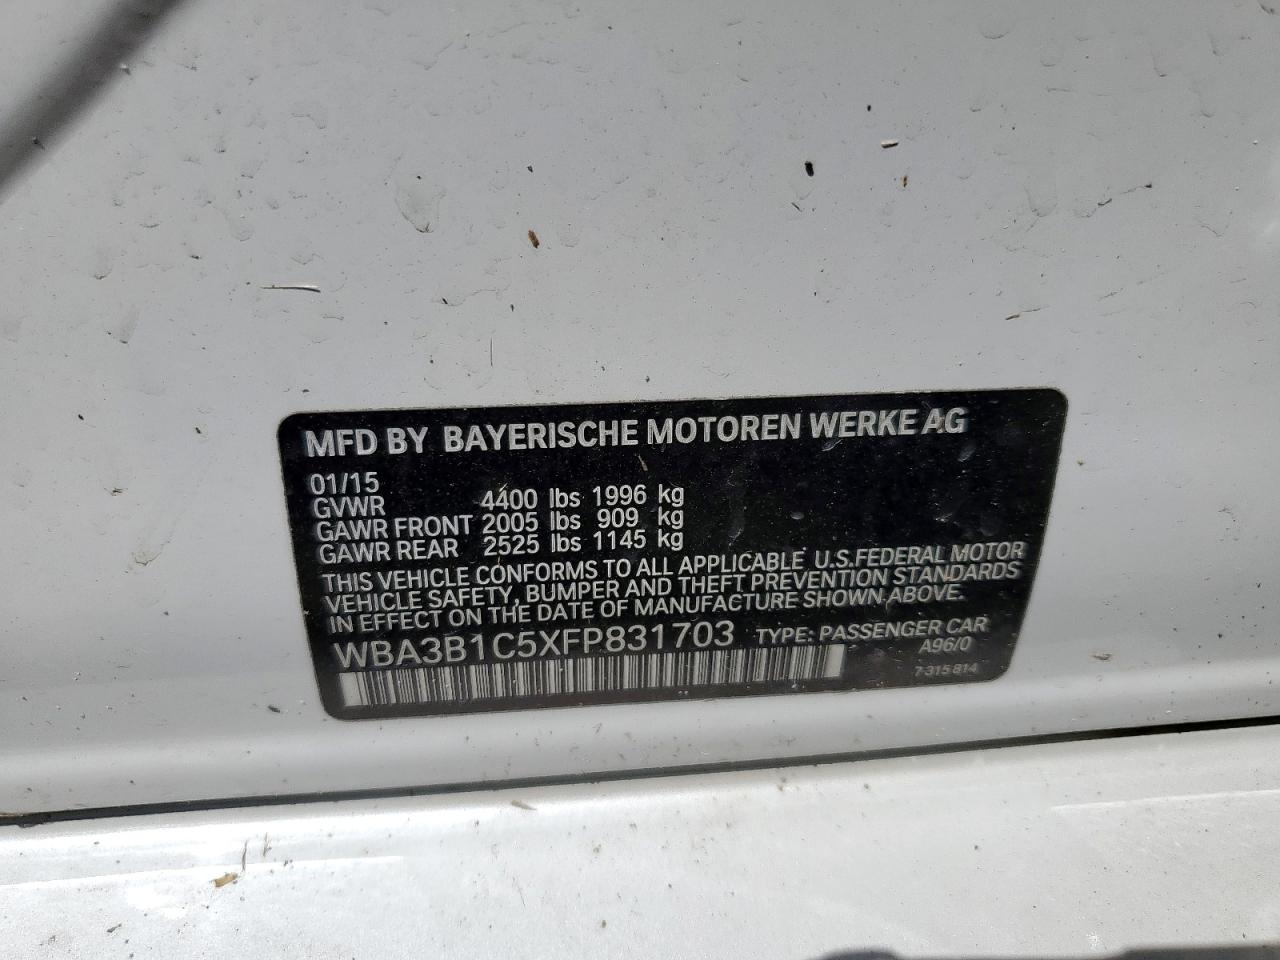 MFD BY BAYERISCHE MOTOREN WERKE AG
01/15
GVWR 4400 lbs 1996 kg
GAWR FRONT 2005 lbs 909 kg
GAWR REAR 2525 lbs 1145 kg
THIS VEHICLE CONFORMS TO ALL APPLICABLE U.S.FEDERAL MOTOR
VEHICLE SAFETY, BUMPER AND THEFT PREVENTION STANDARDS
IN EFFECT ON THE DATE OF MANUFACTURE SHOWN ABOVE.
WBA3B1C5XFP831703 TYPE: PASSENGER CAR
A96/0
7 315 814